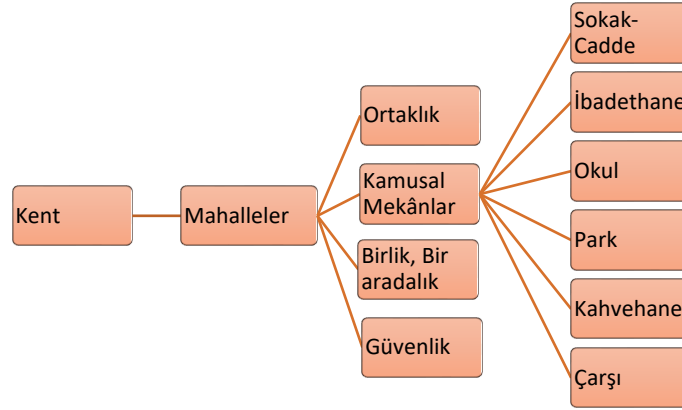 Kent
Mahalleler
Ortaklık
Kamusal
Mekânlar
Birlik, Bir
aradalık
Güvenlik
Sokak-
Cadde
İbadethane
Okul
Park
Kahvehane
Çarşı